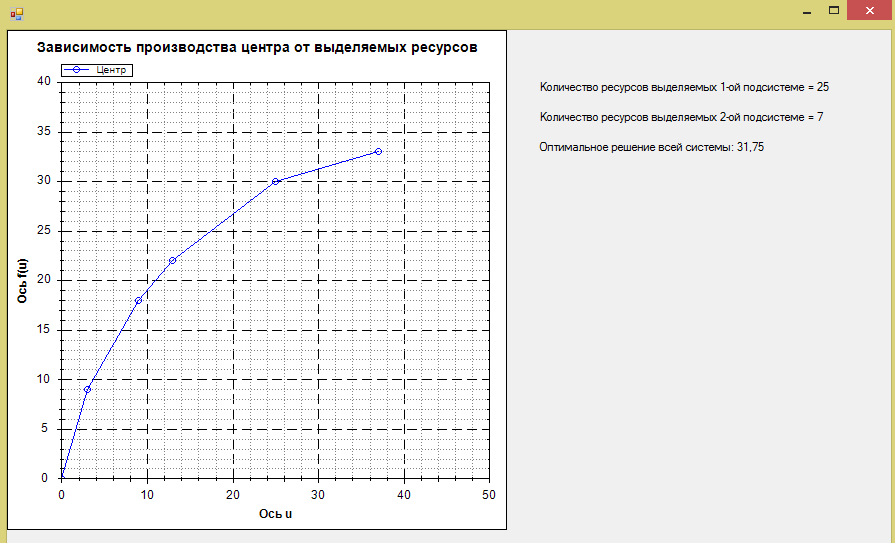 Зависимость производства центра от выделяемых ресурсов
Центр
40
35
30
25
20
15
10
5
0
Ось f(u)
0 10 20 30 40 50
Ось u
Количество ресурсов выделяемых 1-ой подсистеме = 25
Количество ресурсов выделяемых 2-ой подсистеме = 7
Оптимальное решение всей системы: 31,75